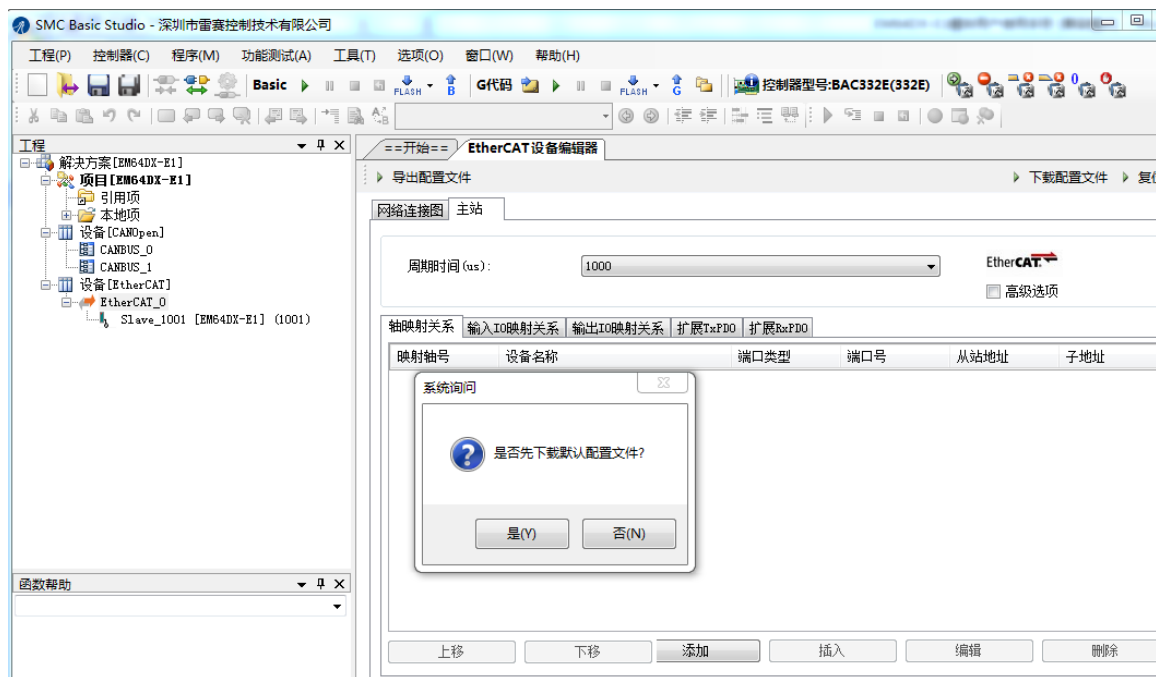 SMC Basic Studio - 深圳市雷赛控制技术有限公司
工程(P) 控制器(C) 程序(M) 功能测试(A) 工具(T) 选项(O) 窗口(W) 帮助(H)
Basic FLASH B G代码 FLASH G 控制器型号:BAC332E(332E) 0
工程
==开始== EtherCAT设备编辑器
解决方案[EM64DX-E1]
项目[EM64DX-E1]
引用项
本地项
设备[CANOpen]
CANBUS_0
CANBUS_1
设备[EtherCAT]
EtherCAT_0
Slave_1001 [EM64DX-E1] (1001)
函数帮助
导出配置文件 下载配置文件
网络连接图 主站
周期时间(us): 1000 EtherCAT
高级选项
轴映射关系 输入IO映射关系 输出IO映射关系 扩展TxPDO 扩展RxPDO
映射轴号 设备名称 端口类型 端口号 从站地址 子地址
系统询问
是否先下载默认配置文件?
是(Y) 否(N)
上移 下移 添加 插入 编辑 删除